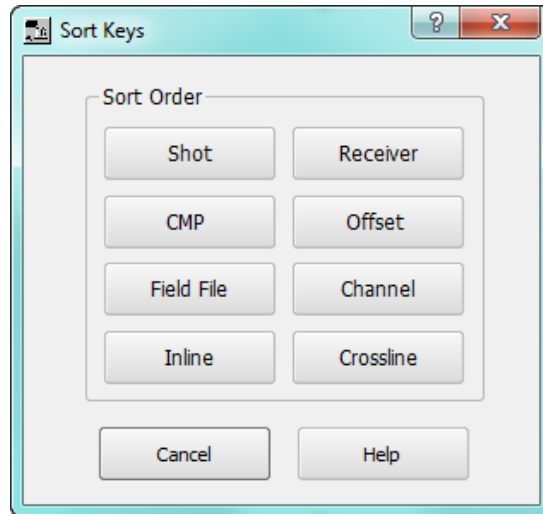 Sort Keys
Sort Order
Shot Receiver
CMP Offset
Field File Channel
Inline Crossline
Cancel Help